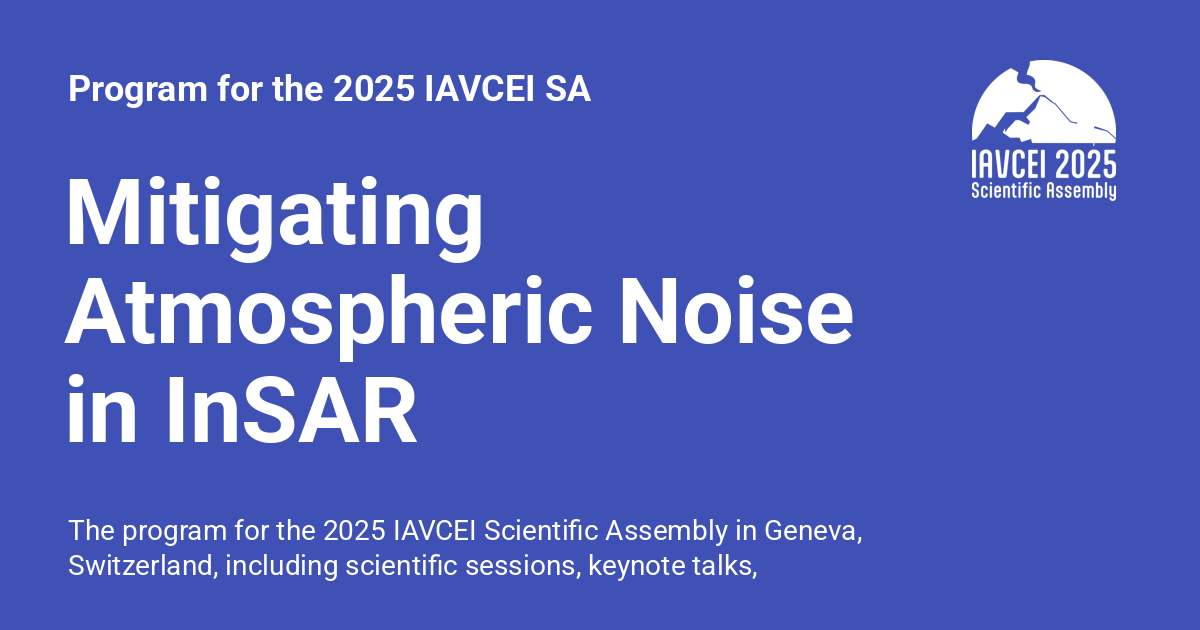 Program for the 2025 IAVCEI SA
IAVCEI 2025
Scientific Assembly
Mitigating
Atmospheric Noise
in InSAR
The program for the 2025 IAVCEI Scientific Assembly in Geneva,
Switzerland, including scientific sessions, keynote talks,